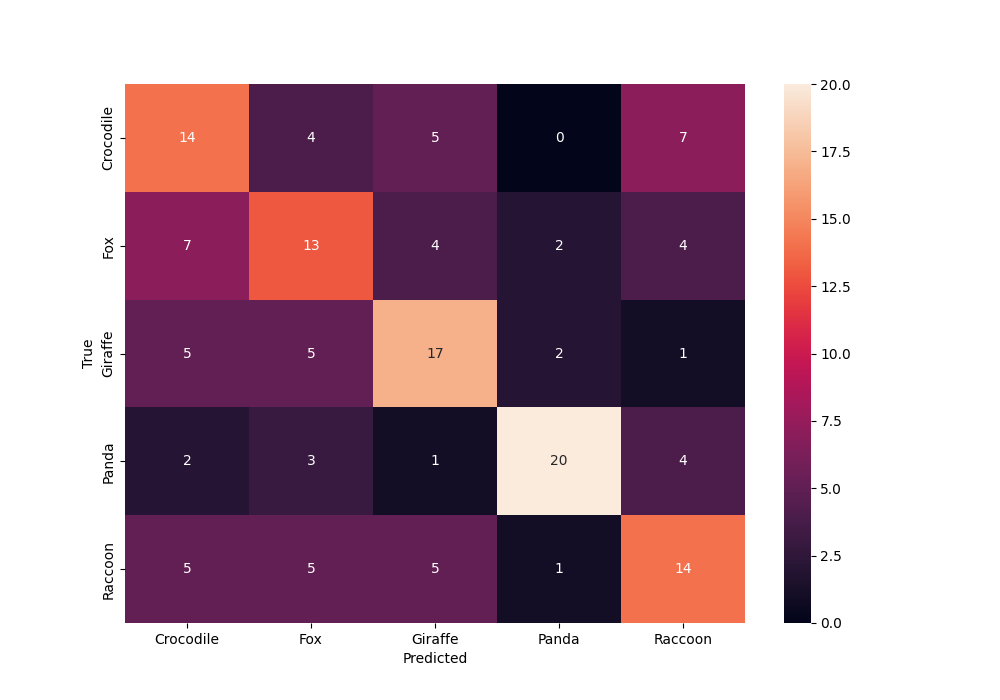 Crocodile 14 4 5 0 7
Fox 7 13 4 2 4
Giraffe 5 5 17 2 1
Panda 2 3 1 20 4
Raccoon 5 5 5 1 14
True
Crocodile Fox Giraffe Panda Raccoon
Predicted
20.0
17.5
15.0
12.5
10.0
7.5
5.0
2.5
0.0